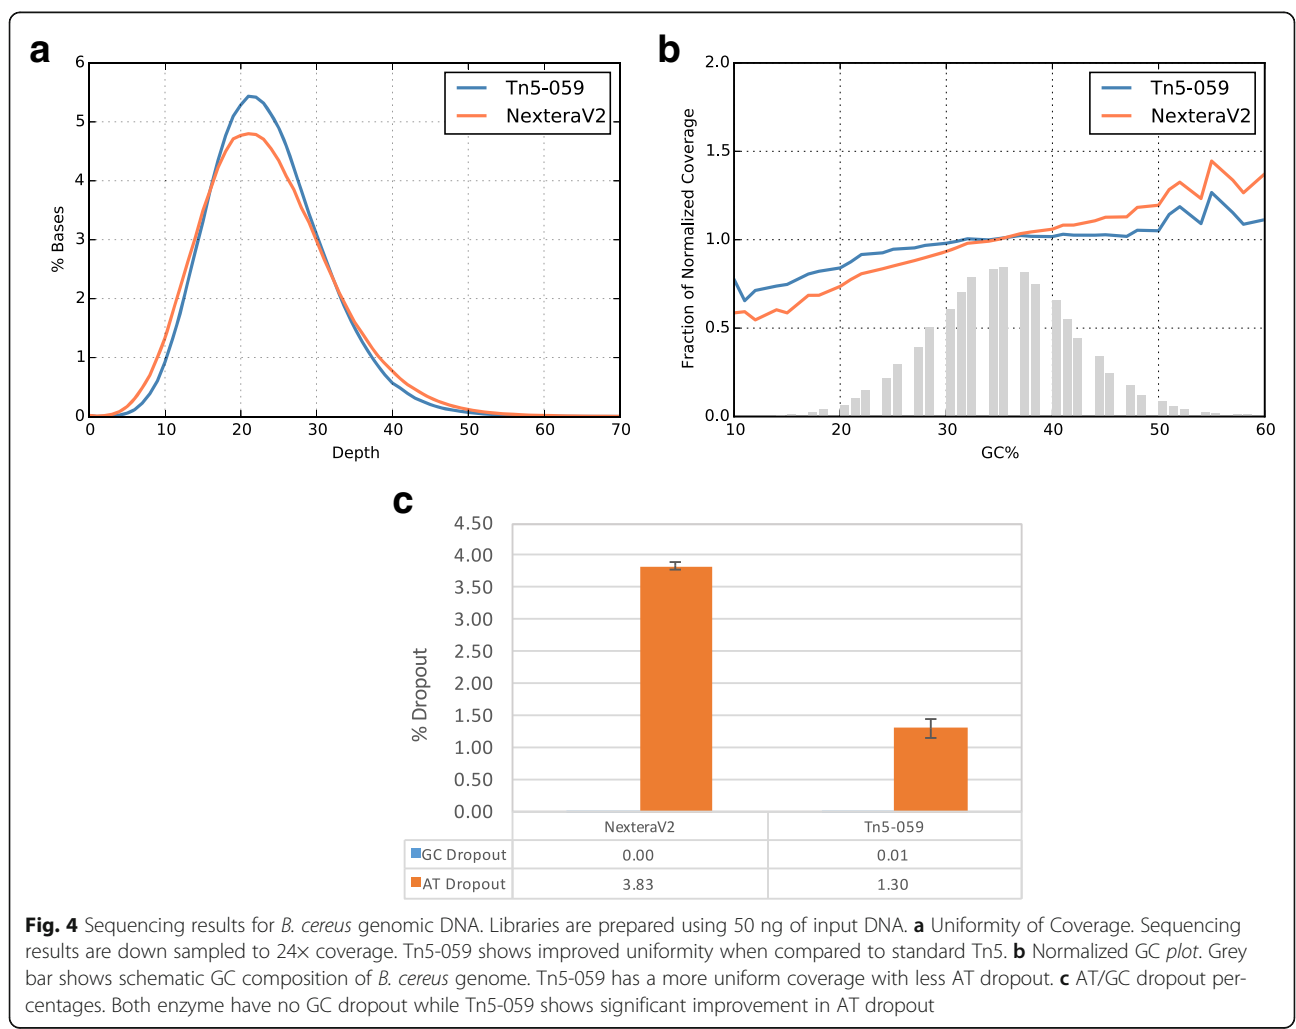 a
6
5
4
3
2
1
0
% Bases
0 10 20 30 40 50 60 70
Depth
Tn5-059
NexteraV2
b
2.0
1.5
1.0
0.5
0.0
Fraction of Normalized Coverage
10 20 30 40 50 60
GC%
Tn5-059
NexteraV2
c
4.50
4.00
3.50
3.00
2.50
2.00
1.50
1.00
0.50
0.00
% Dropout
NexteraV2 Tn5-059
GC Dropout 0.00 0.01
AT Dropout 3.83 1.30
Fig. 4 Sequencing results for B. cereus genomic DNA. Libraries are prepared using 50 ng of input DNA. a Uniformity of Coverage. Sequencing
results are down sampled to 24× coverage. Tn5-059 shows improved uniformity when compared to standard Tn5. b Normalized GC plot. Grey
bar shows schematic GC composition of B. cereus genome. Tn5-059 has a more uniform coverage with less AT dropout. c AT/GC dropout per-
centages. Both enzyme have no GC dropout while Tn5-059 shows significant improvement in AT dropout